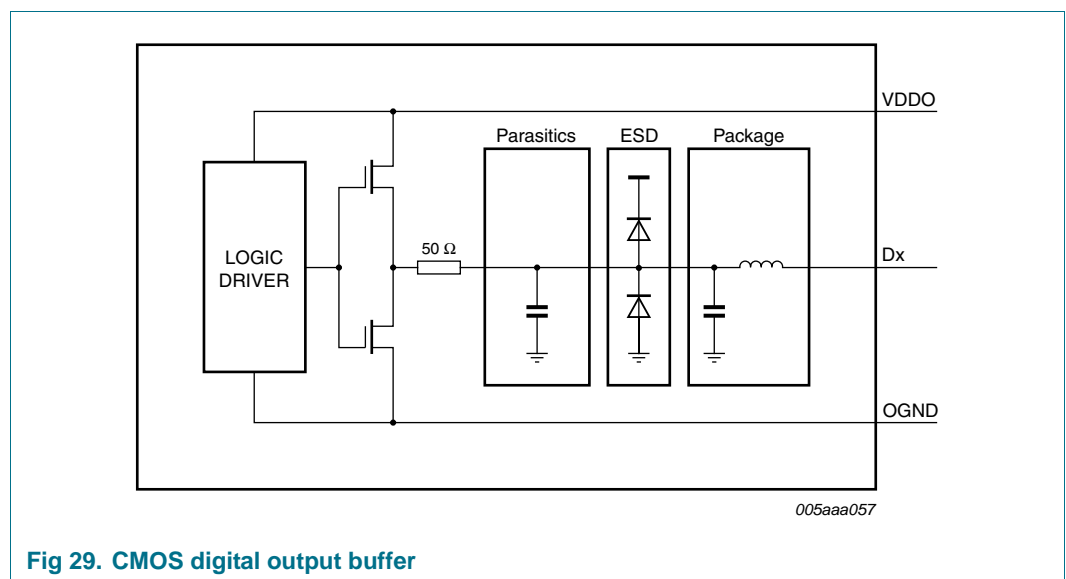 VDDO
Parasitics ESD Package
50 Ω
LOGIC
DRIVER
Dx
OGND
005aaa057
Fig 29. CMOS digital output buffer